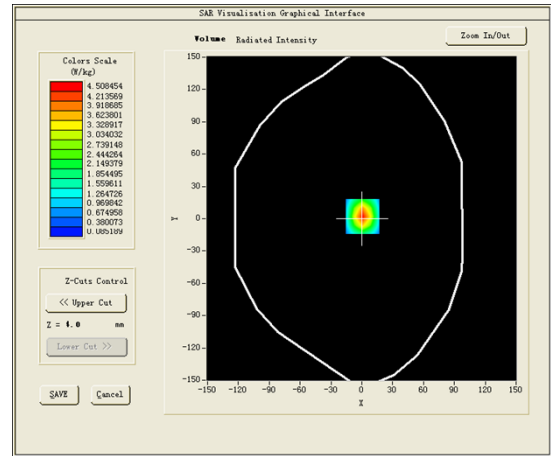 SAR Visualisation Graphical Interface
Volume Radiated Intensity
Zoom In/Out
Colors Scale
(W/kg)
4.508454
4.213569
3.918685
3.623801
3.328917
3.034032
2.739148
2.444264
2.149379
1.854495
1.559611
1.264726
0.969842
0.674958
0.380073
0.085189
Z-Cuts Control
<< Upper Cut
Z = 4.0 mm
Lower Cut >>
SAVE Cancel
150
120
90
60
30
0
-30
-60
-90
-120
-150
Y
-150 -120 -90 -60 -30 0 30 60 90 120 150
X